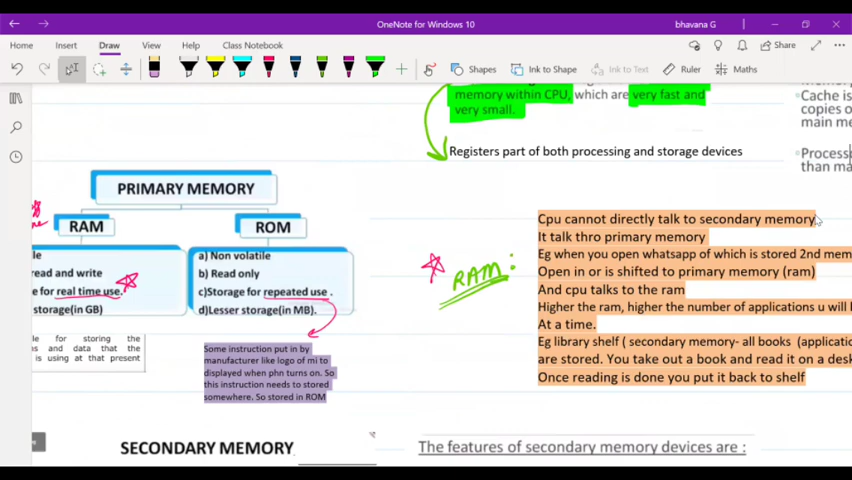 OneNote for Windows 10
bhavana G
Home
Insert
Draw
View
Help
Class Notebook
Share
Shapes
Ink to Shape
Ink to Text
Ruler
Maths
memory within CPU, which are very fast and
very small.
Registers part of both processing and storage devices
Cache is
copies o
main me
Process
than ma
PRIMARY MEMORY
RAM
ROM
le
read and write
e for real time use.
storage(in GB)
a) Non volatile
b) Read only
c)Storage for repeated use .
d)Lesser storage(in MB).
le for storing the
ns and data that the
is using at that present
Some instruction put in by
manufacturer like logo of mi to
displayed when phn turns on. So
this instruction needs to stored
somewhere. So stored in ROM
RAM:
Cpu cannot directly talk to secondary memory
It talk thro primary memory
Eg when you open whatsapp of which is stored 2nd mem
Open in or is shifted to primary memory (ram)
And cpu talks to the ram
Higher the ram, higher the number of applications u will
At a time.
Eg library shelf ( secondary memory- all books (applicatio
are stored. You take out a book and read it on a desk
Once reading is done you put it back to shelf
SECONDARY MEMORY
The features of secondary memory devices are :